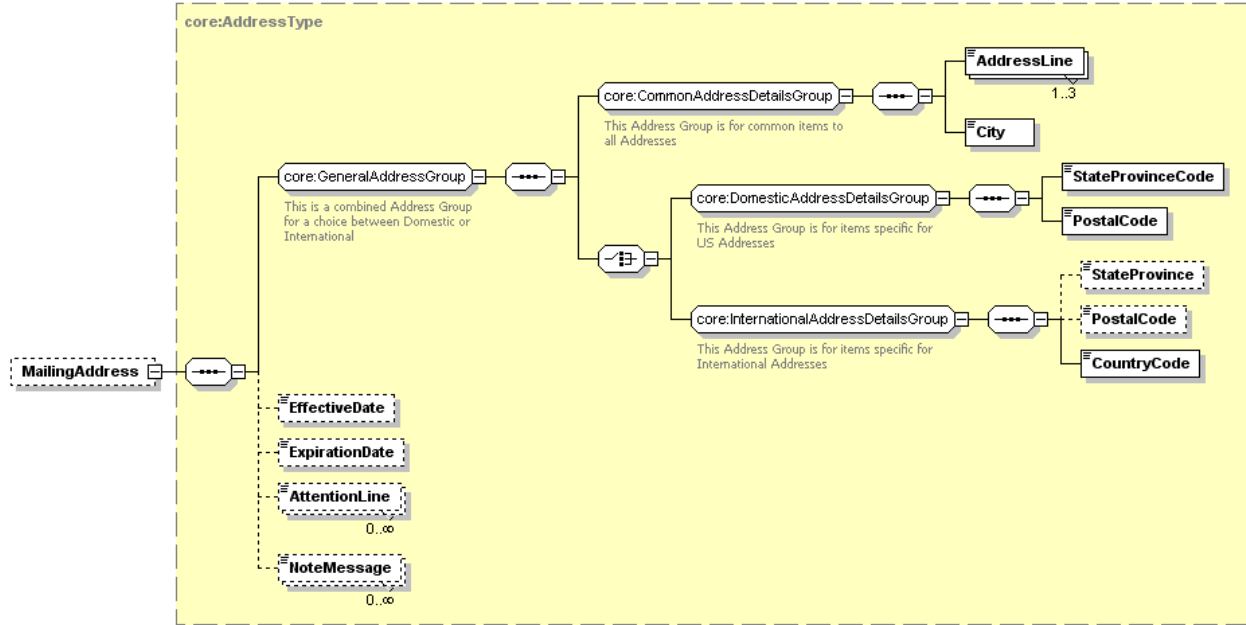 core:AddressType
AddressLine
1..3
core:CommonAddressDetailsGroup
This Address Group is for common items to
all Addresses
City
core:GeneralAddressGroup
This is a combined Address Group
for a choice between Domestic or
International
StateProvinceCode
core:DomesticAddressDetailsGroup
This Address Group is for items specific for
US Addresses
PostalCode
StateProvince
core:InternationalAddressDetailsGroup
This Address Group is for items specific for
International Addresses
PostalCode
CountryCode
MailingAddress
EffectiveDate
ExpirationDate
AttentionLine
0..∞
NoteMessage
0..∞